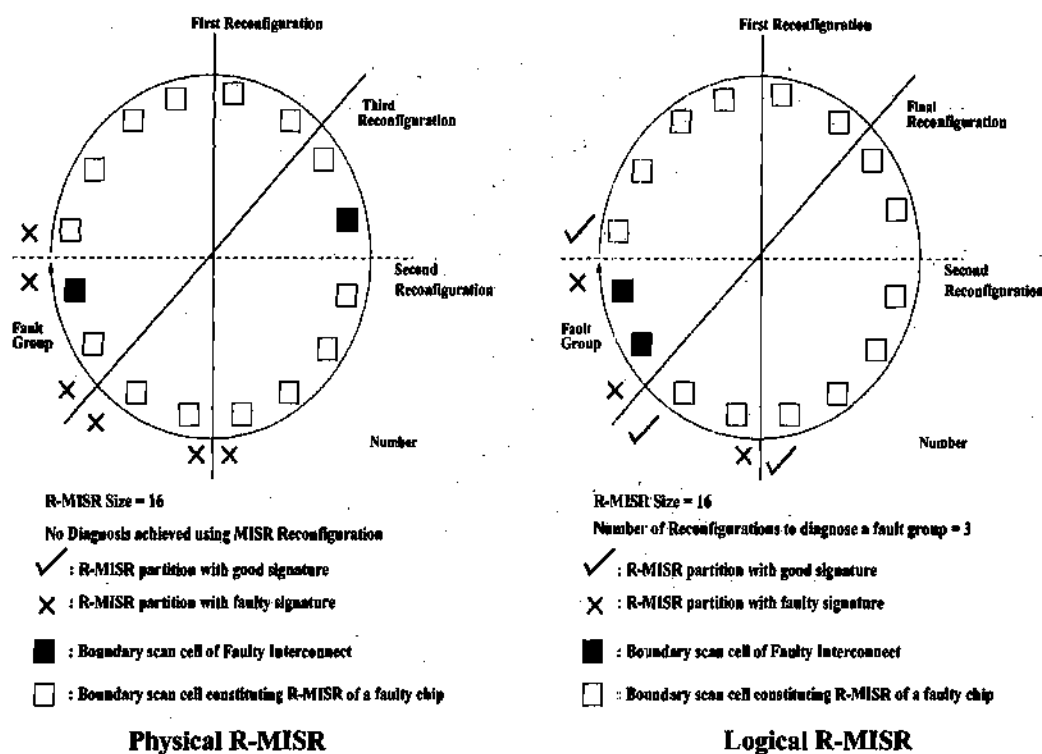 First Reconfiguration
Third
Reconfiguration
Second
Reconfiguration
Fault
Group
Number
R-MISR Size = 16
No Diagnosis achieved using MISR Reconfiguration
: R-MISR partition with good signature
: R-MISR partition with faulty signature
: Boundary scan cell of Faulty Interconnect
: Boundary scan cell constituting R-MISR of a faulty chip
Physical R-MISR
First Reconfiguration
Final
Reconfiguration
Second
Reconfiguration
Fault
Group
Number
R-MISR Size = 16
Number of Reconfigurations to diagnose a fault group = 3
: R-MISR partition with good signature
: R-MISR partition with faulty signature
: Boundary scan cell of Faulty Interconnect
: Boundary scan cell constituting R-MISR of a faulty chip
Logical R-MISR